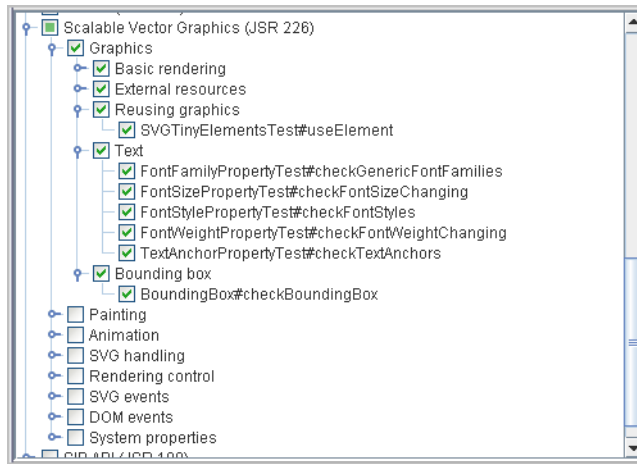 Scalable Vector Graphics (JSR 226)
Graphics
Basic rendering
External resources
Reusing graphics
SVGTinyElementsTest#useElement
Text
FontFamilyPropertyTest#checkGenericFontFamilies
FontSizePropertyTest#checkFontSizeChanging
FontStylePropertyTest#checkFontStyles
FontWeightPropertyTest#checkFontWeightChanging
TextAnchorPropertyTest#checkTextAnchors
Bounding box
BoundingBox#checkBoundingBox
Painting
Animation
SVG handling
Rendering control
SVG events
DOM events
System properties